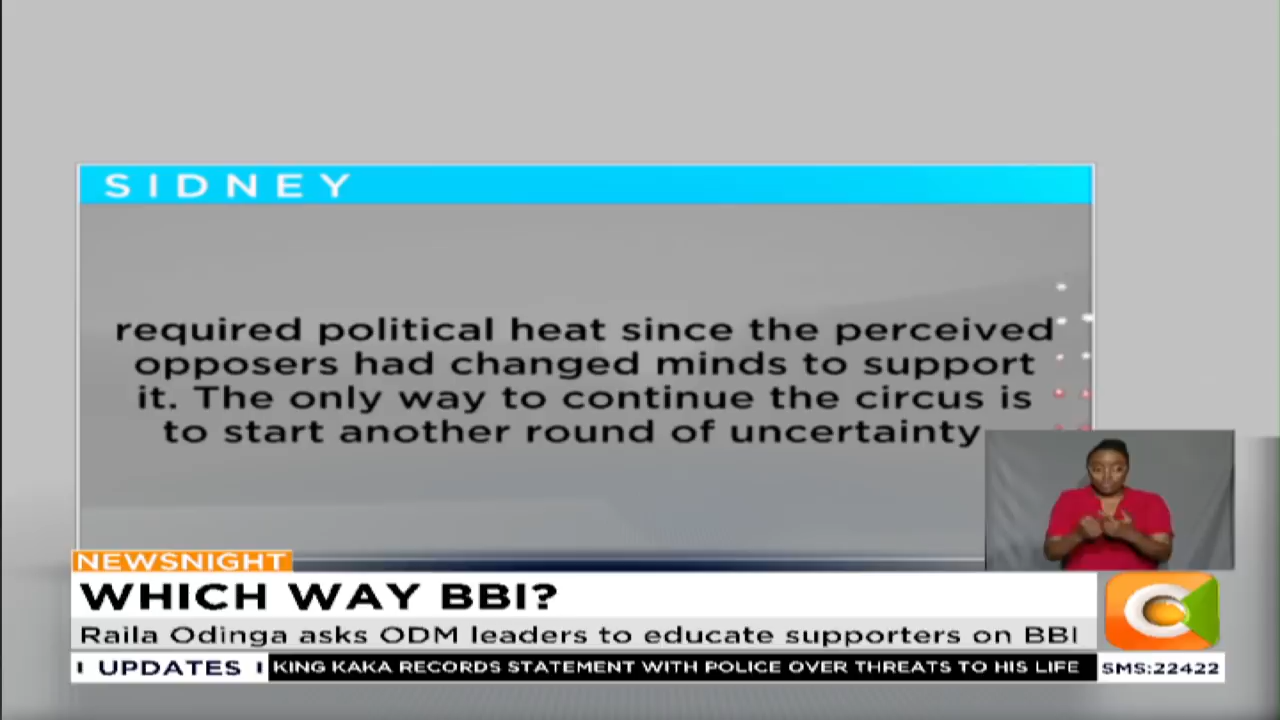 SIDNEY
required political heat since the perceived
opposers had changed minds to support
it. The only way to continue the circus is
to start another round of uncertainty
NEWSNIGHT
WHICH WAY BBI?
Raila Odinga asks ODM leaders to educate supporters on BBI
UPDATES
KING KAKA RECORDS STATEMENT WITH POLICE OVER THREATS TO HIS LIFE
SMS:22422